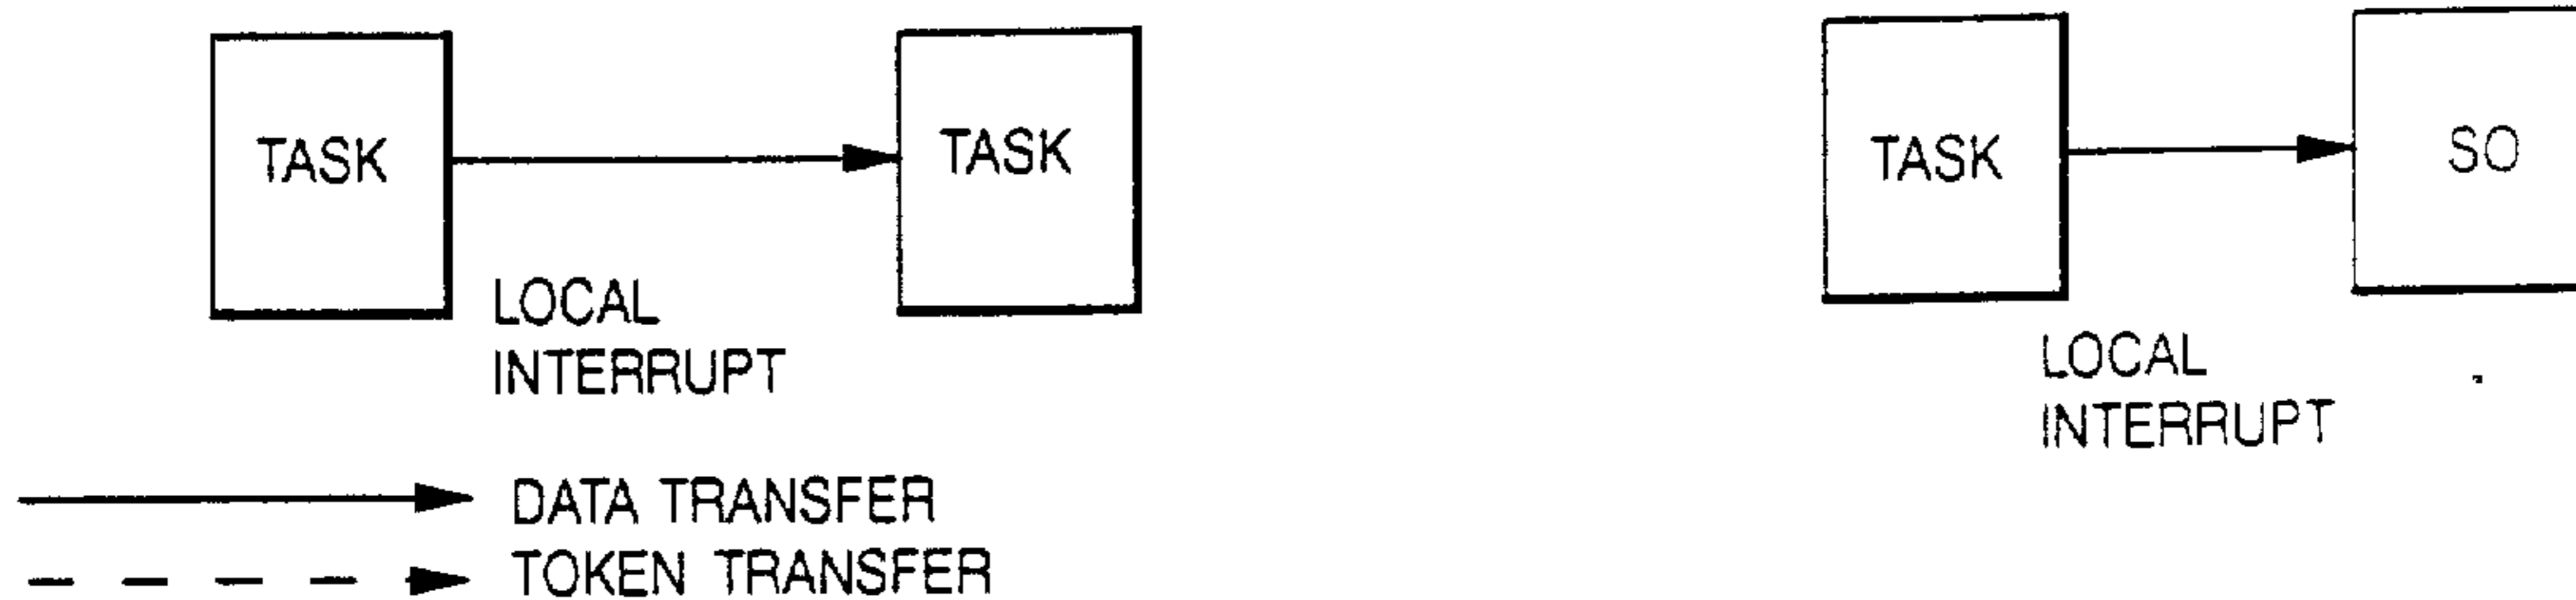 TASK
TASK
LOCAL
INTERRUPT
TASK
SO
LOCAL
INTERRUPT
DATA TRANSFER
TOKEN TRANSFER